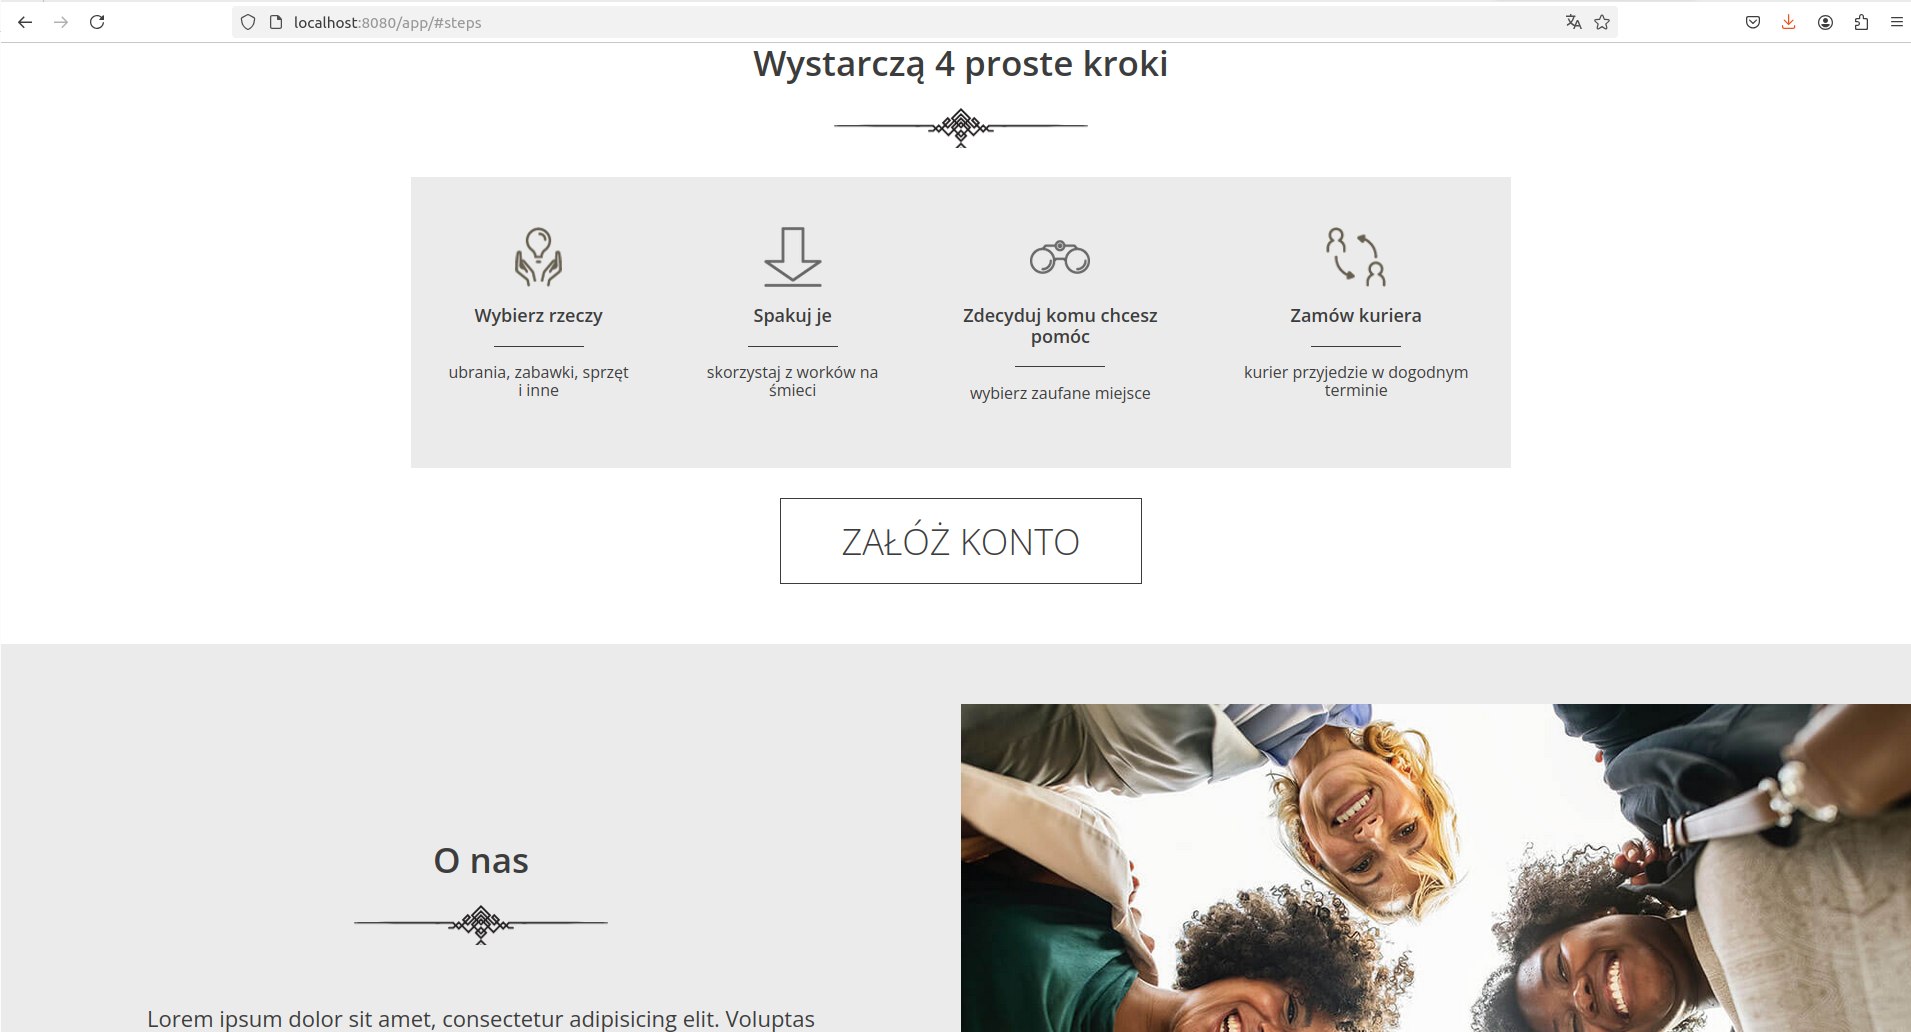 localhost:8080/app/#steps
Wystarczą 4 proste kroki
Wybierz rzeczy
ubrania, zabawki, sprzęt
i inne
Spakuj je
skorzystaj z worków na
śmieci
Zdecyduj komu chcesz
pomóc
wybierz zaufane miejsce
Zamów kuriera
kurier przyjedzie w dogodnym
terminie
ZAŁÓŻ KONTO
O nas
Lorem ipsum dolor sit amet, consectetur adipisicing elit. Voluptas